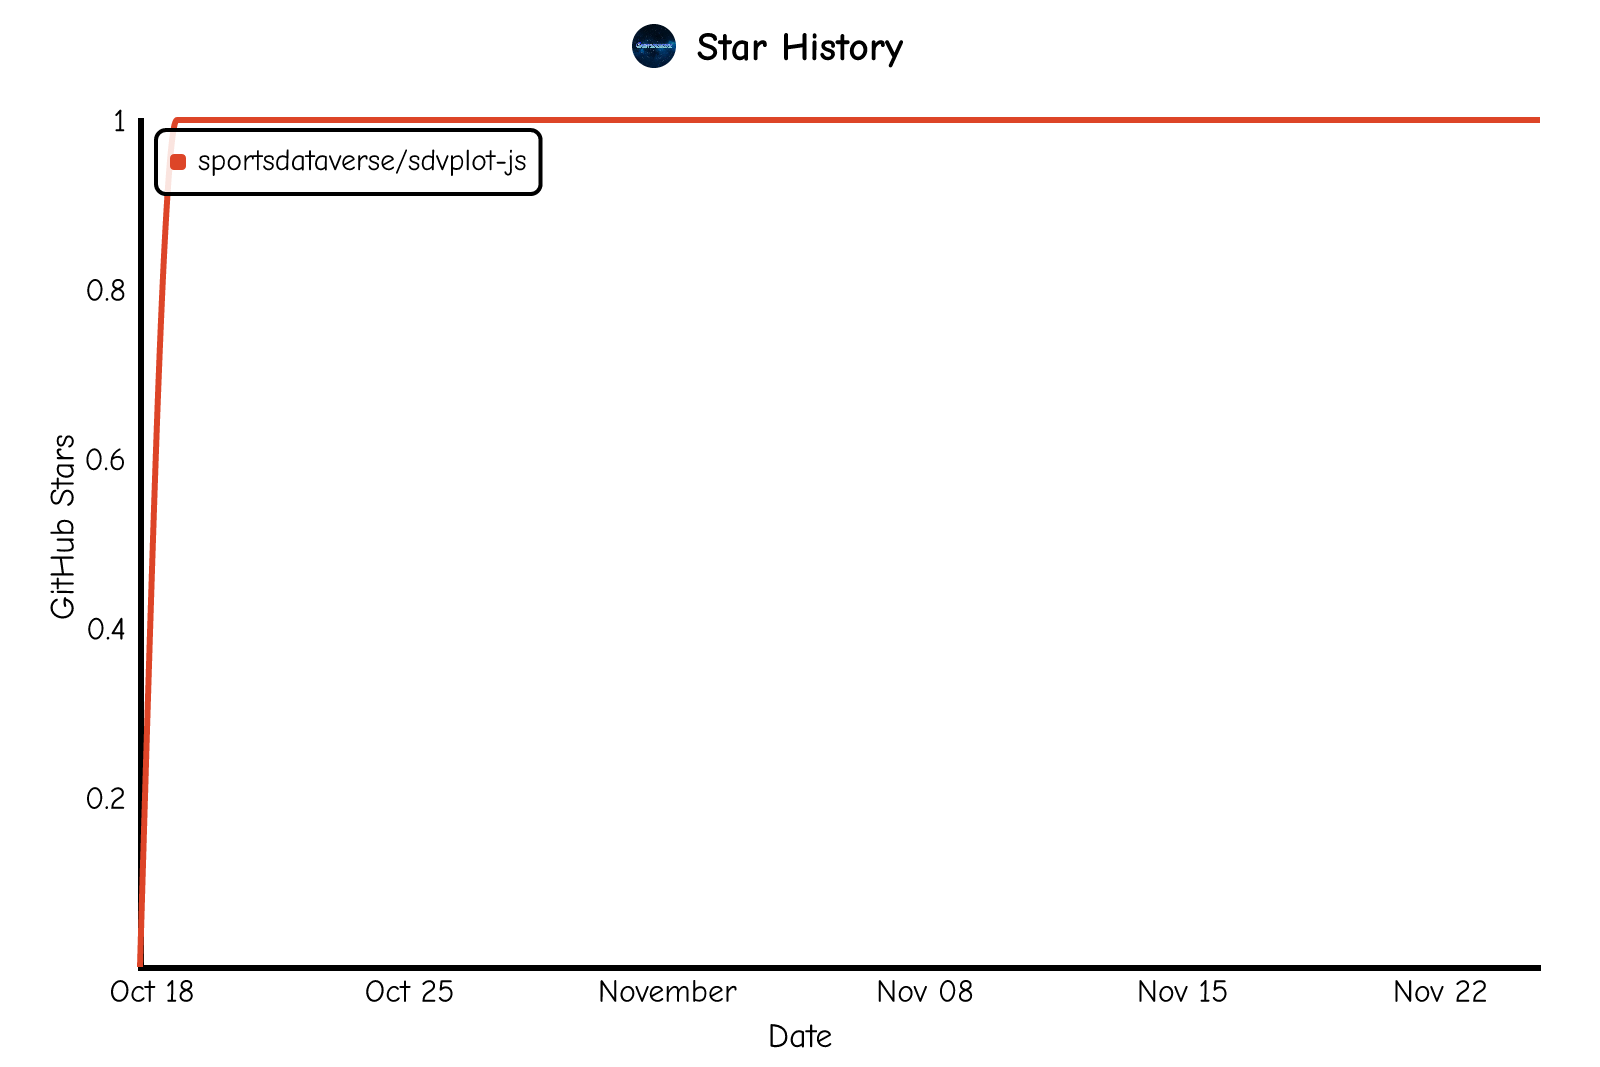 Star History
sportsdataverse/sdvplot-js
1
0.8
0.6
0.4
0.2
GitHub Stars
Oct 18 Oct 25 November Nov 08 Nov 15 Nov 22
Date